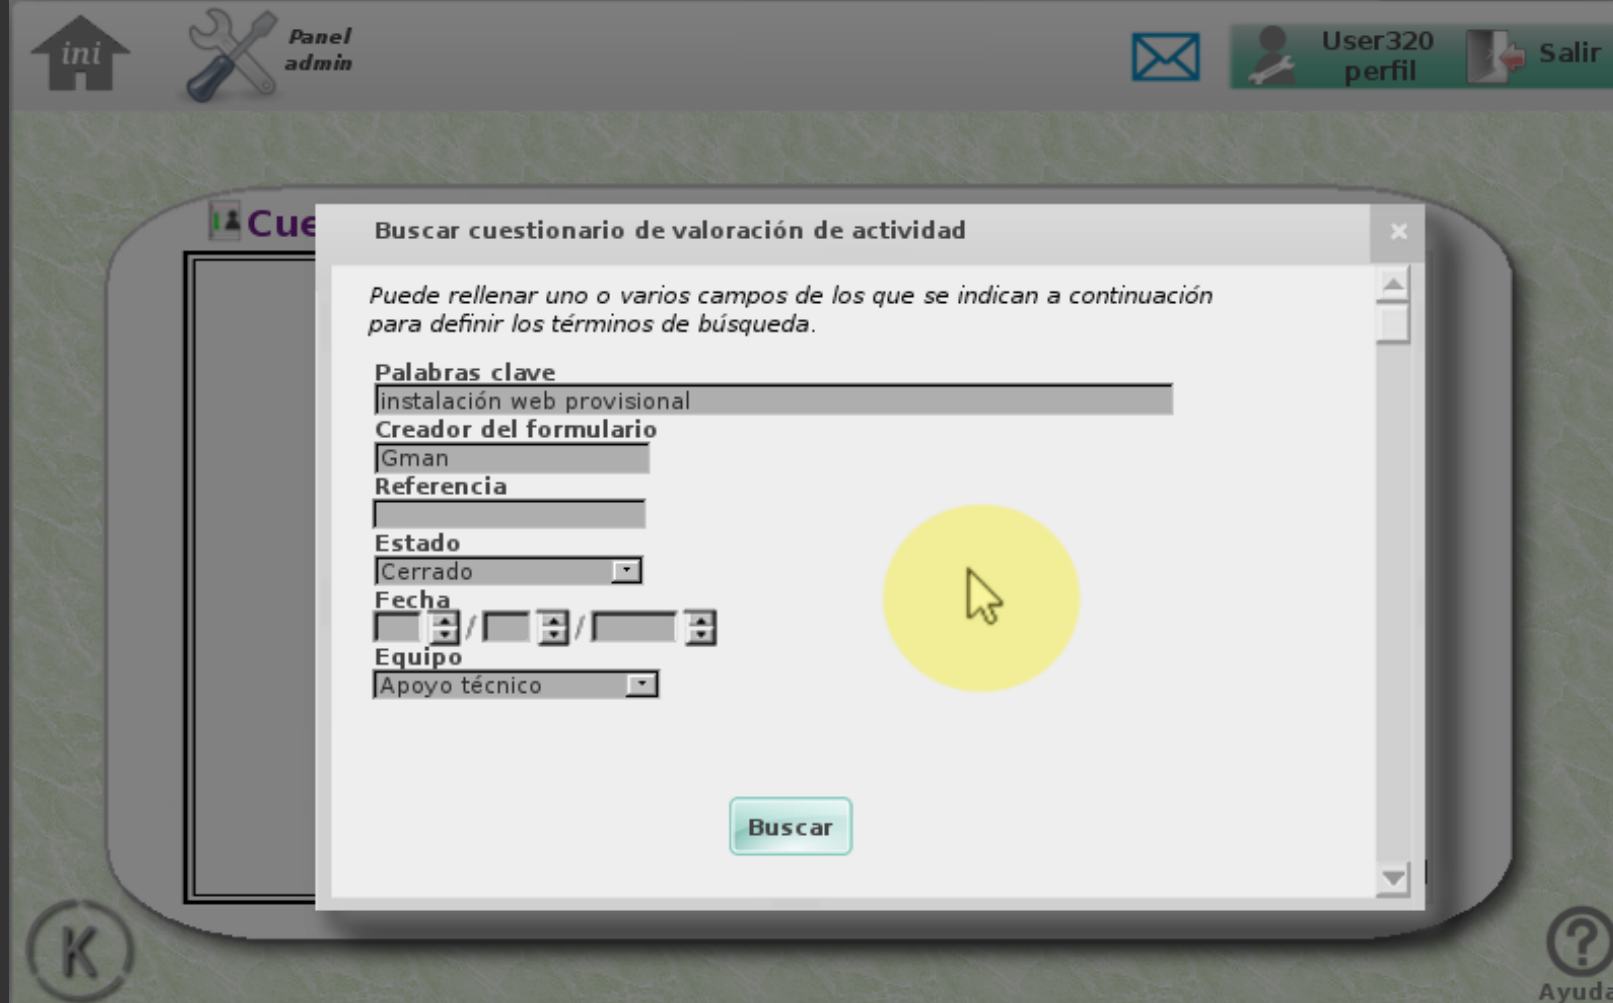 ini
Panel
admin
User320
perfil
Salir
Cue
Buscar cuestionario de valoración de actividad
×
Puede rellenar uno o varios campos de los que se indican a continuación
para definir los términos de búsqueda.
Palabras clave
instalación web provisional
Creador del formulario
Gman
Referencia
Estado
Cerrado
Fecha
/ /
Equipo
Apoyo técnico
Buscar
K
?
Ayuda